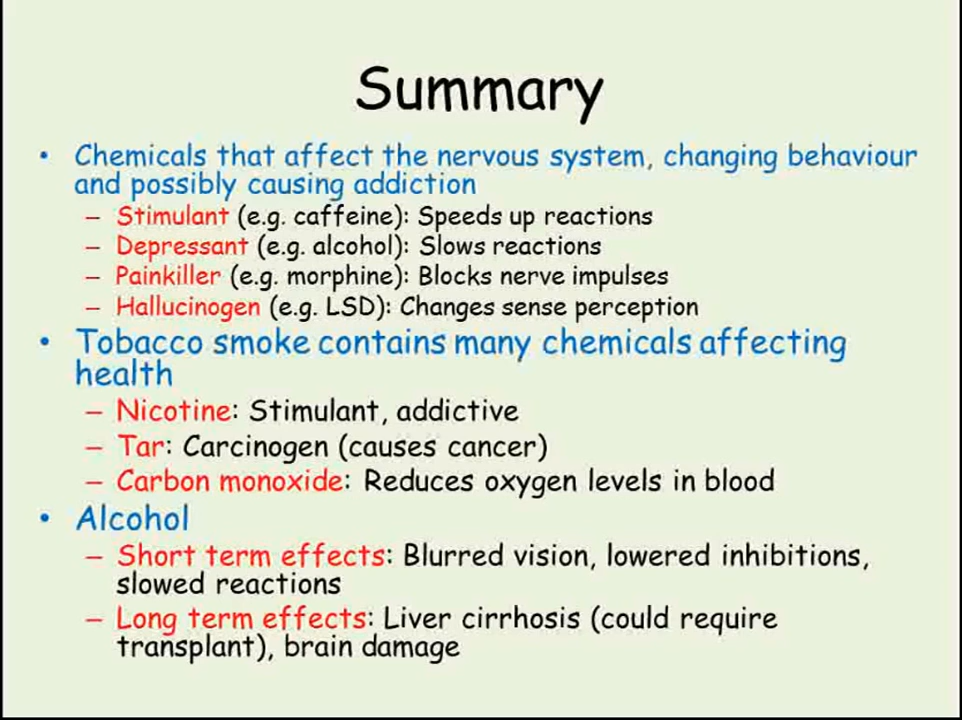 Summary
• Chemicals that affect the nervous system, changing behaviour
and possibly causing addiction
– Stimulant (e.g. caffeine): Speeds up reactions
– Depressant (e.g. alcohol): Slows reactions
– Painkiller (e.g. morphine): Blocks nerve impulses
– Hallucinogen (e.g. LSD): Changes sense perception
• Tobacco smoke contains many chemicals affecting
health
– Nicotine: Stimulant, addictive
– Tar: Carcinogen (causes cancer)
– Carbon monoxide: Reduces oxygen levels in blood
• Alcohol
– Short term effects: Blurred vision, lowered inhibitions,
slowed reactions
– Long term effects: Liver cirrhosis (could require
transplant), brain damage